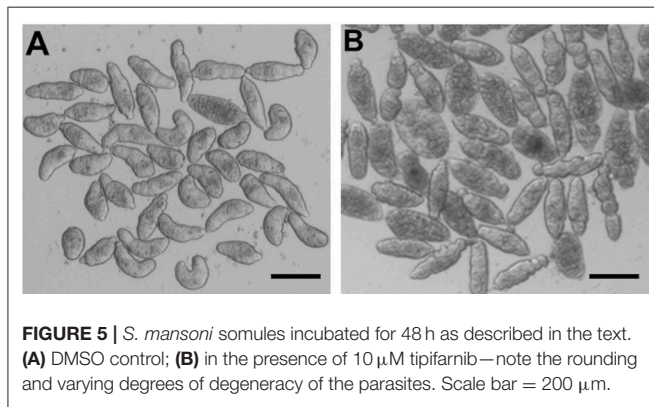 A
B
FIGURE 5 | S. mansoni somules incubated for 48 h as described in the text.
(A) DMSO control; (B) in the presence of 10 μM tipifarnib—note the rounding
and varying degrees of degeneracy of the parasites. Scale bar = 200 μm.